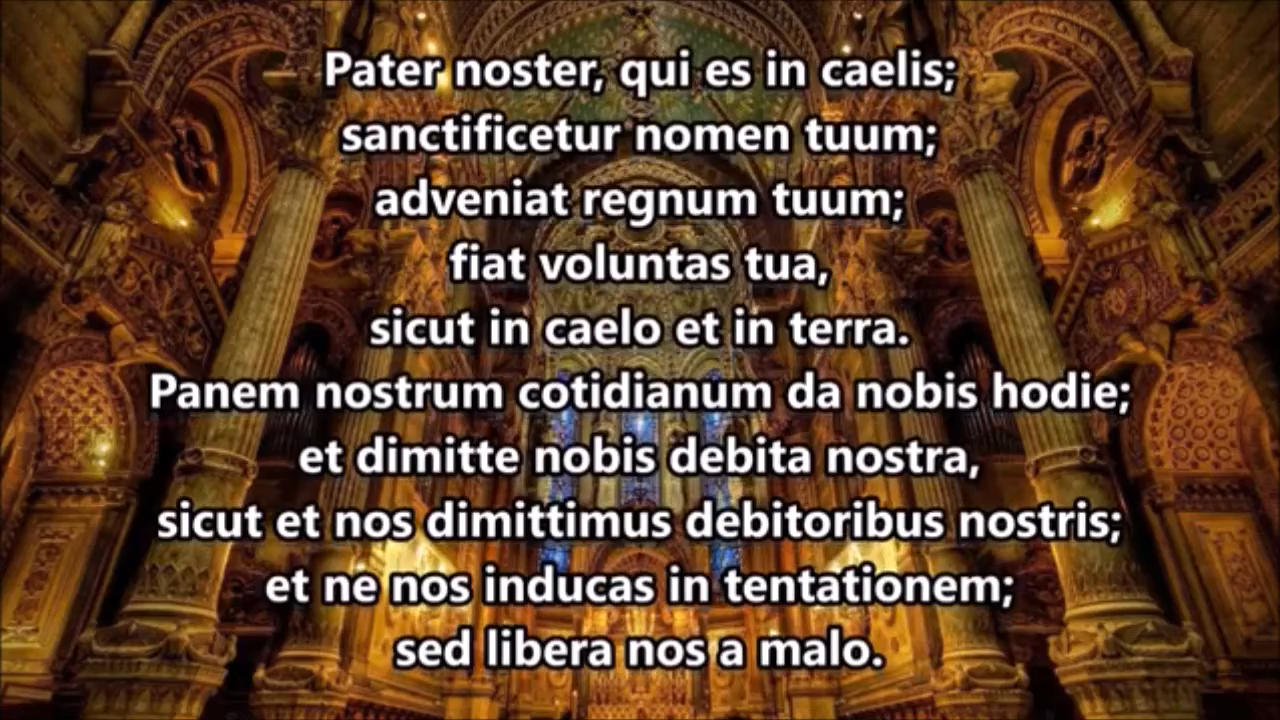 Pater noster, qui es in caelis;
sanctificetur nomen tuum;
adveniat regnum tuum;
fiat voluntas tua,
sicut in caelo et in terra.
Panem nostrum cotidianum da nobis hodie;
et dimitte nobis debita nostra,
sicut et nos dimittimus debitoribus nostris;
et ne nos inducas in tentationem;
sed libera nos a malo.